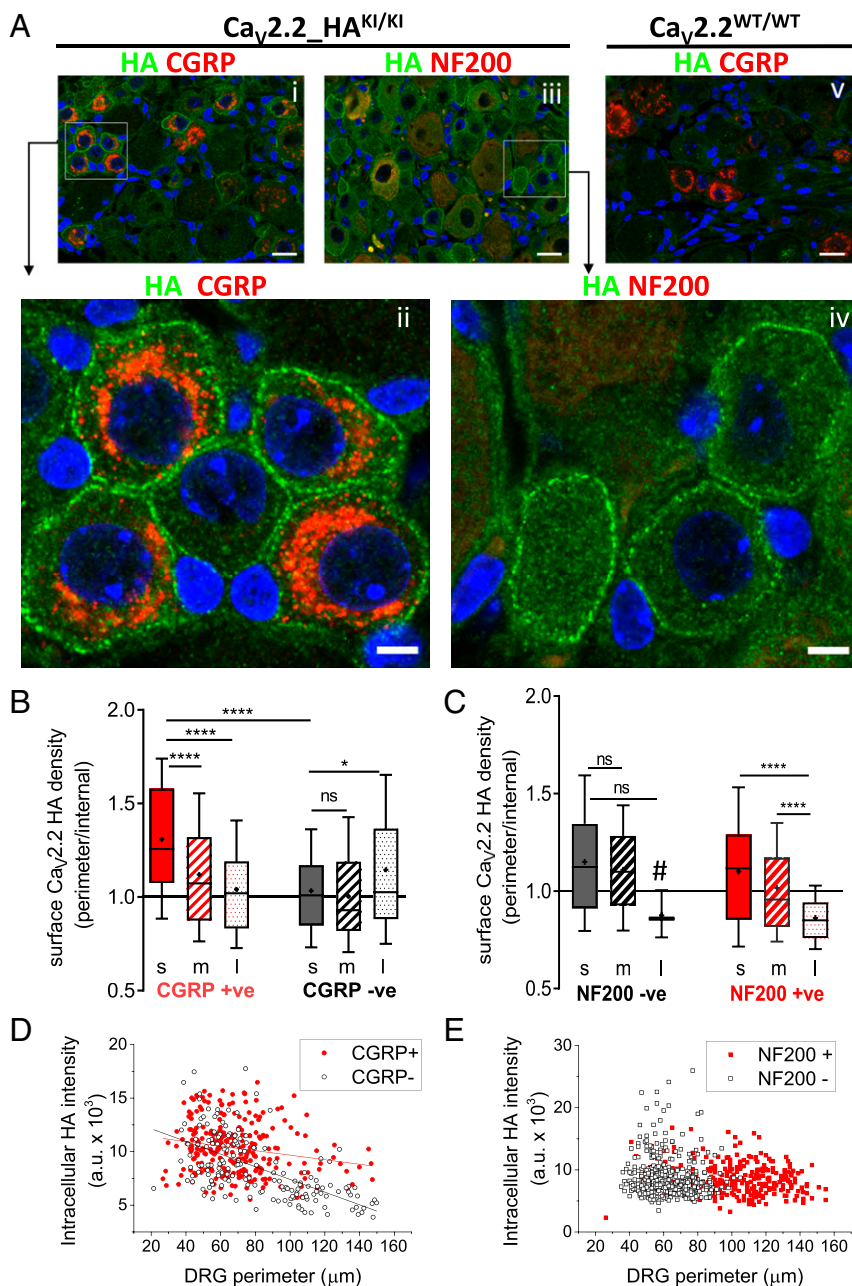 A
CaV2.2_HAKI/KI
CaV2.2WT/WT
HA CGRP
HA NF200
HA CGRP
i
iii
v
HA CGRP
HA NF200
ii
iv
B
surface CaV2.2 HA density
(perimeter/internal)
2.0
1.5
1.0
0.5
****
****
****
*
ns
s m l s m l
CGRP +ve CGRP -ve
C
surface CaV2.2 HA density
(perimeter/internal)
2.0
1.5
1.0
0.5
ns
ns
#
****
****
s m l s m l
NF200 -ve NF200 +ve
D
Intracellular HA intensity
(a.u. x 10³)
20
15
10
5
CGRP+
CGRP-
20 40 60 80 100 120 140 160
DRG perimeter (μm)
E
Intracellular HA intensity
(a.u. x 10³)
30
20
10
0
NF200 +
NF200 -
20 40 60 80 100 120 140 160
DRG perimeter (μm)